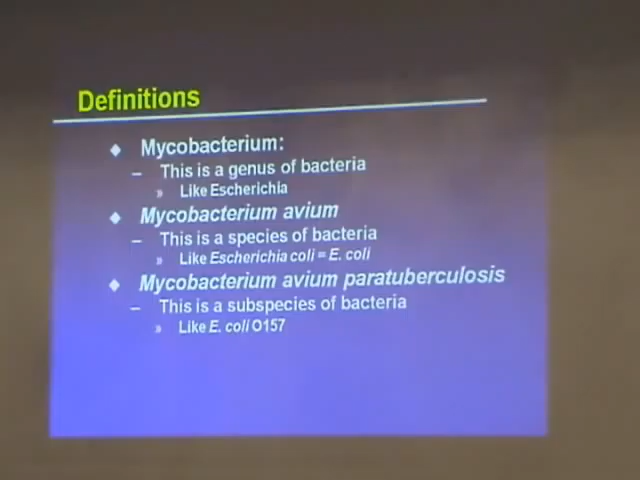 Definitions
◆ Mycobacterium:
– This is a genus of bacteria
» Like Escherichia
◆ Mycobacterium avium
– This is a species of bacteria
» Like Escherichia coli = E. coli
◆ Mycobacterium avium paratuberculosis
– This is a subspecies of bacteria
» Like E. coli O157